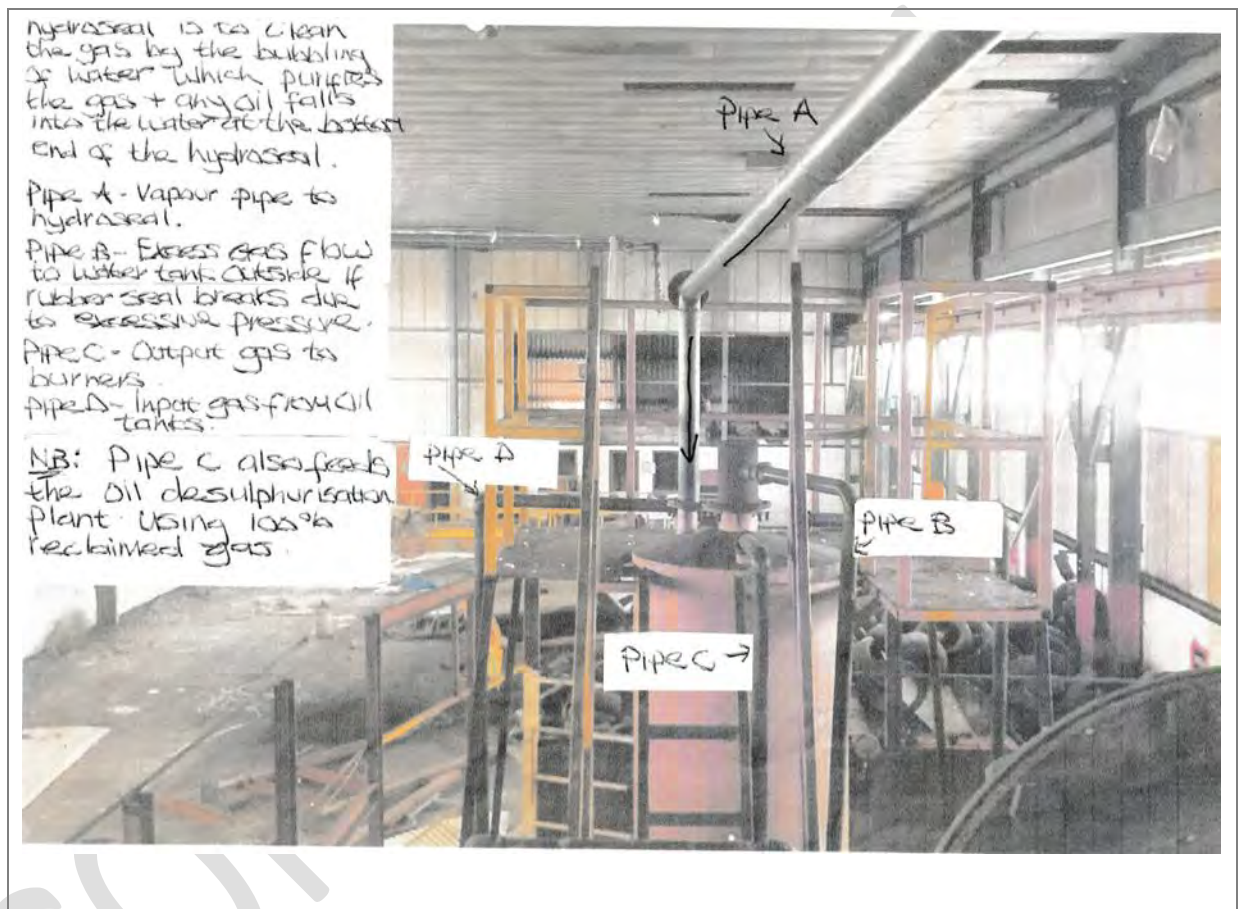 hydroseal is to clean
the gas by the bubbling
of water which purifies
the gas + any oil falls
into the water at the bottom
end of the hydroseal.
Pipe A - Vapour pipe to
hydroseal.
Pipe B - Excess gas flow
to water tank outside if
rubber seal breaks due
to excessive pressure.
Pipe C - Output gas to
burners.
pipe D - Input gas from oil
tanks.
NB: Pipe C also feeds
the oil desulphurisation
Plant using 100%
reclaimed gas.
Pipe A
Pipe D
Pipe B
Pipe C